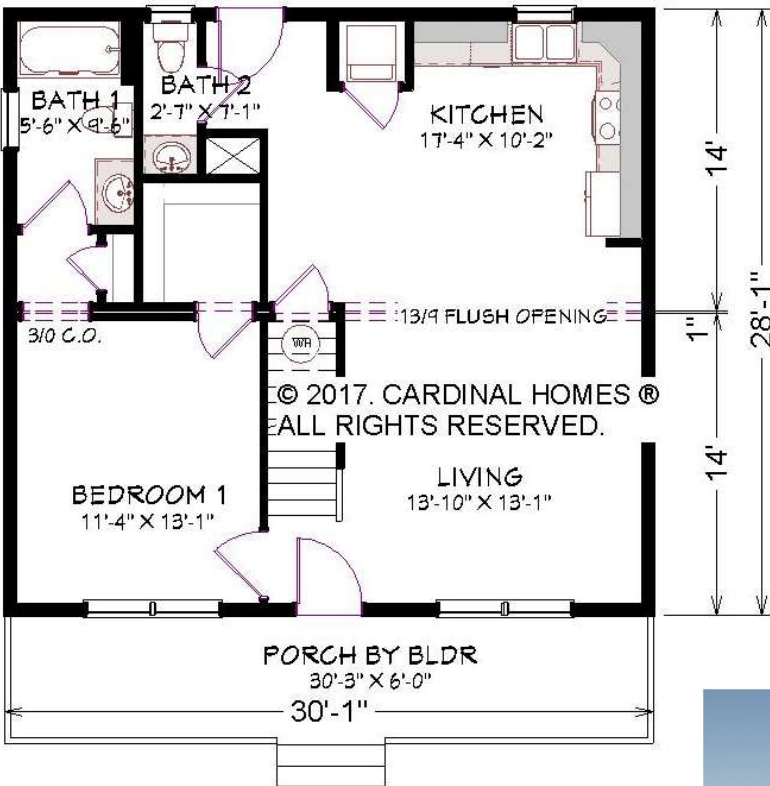 BATH 1
5'-6" X 9'-6"
BATH 2
2'-7" X 7'-1"
KITCHEN
17'-4" X 10'-2"
14'
3/0 C.O.
13/9 FLUSH OPENING
1"
28'-1"
WH
© 2017. CARDINAL HOMES ®
ALL RIGHTS RESERVED.
BEDROOM 1
11'-4" X 13'-1"
LIVING
13'-10" X 13'-1"
14'
PORCH BY BLDR
30'-3" X 6'-0"
30'-1"